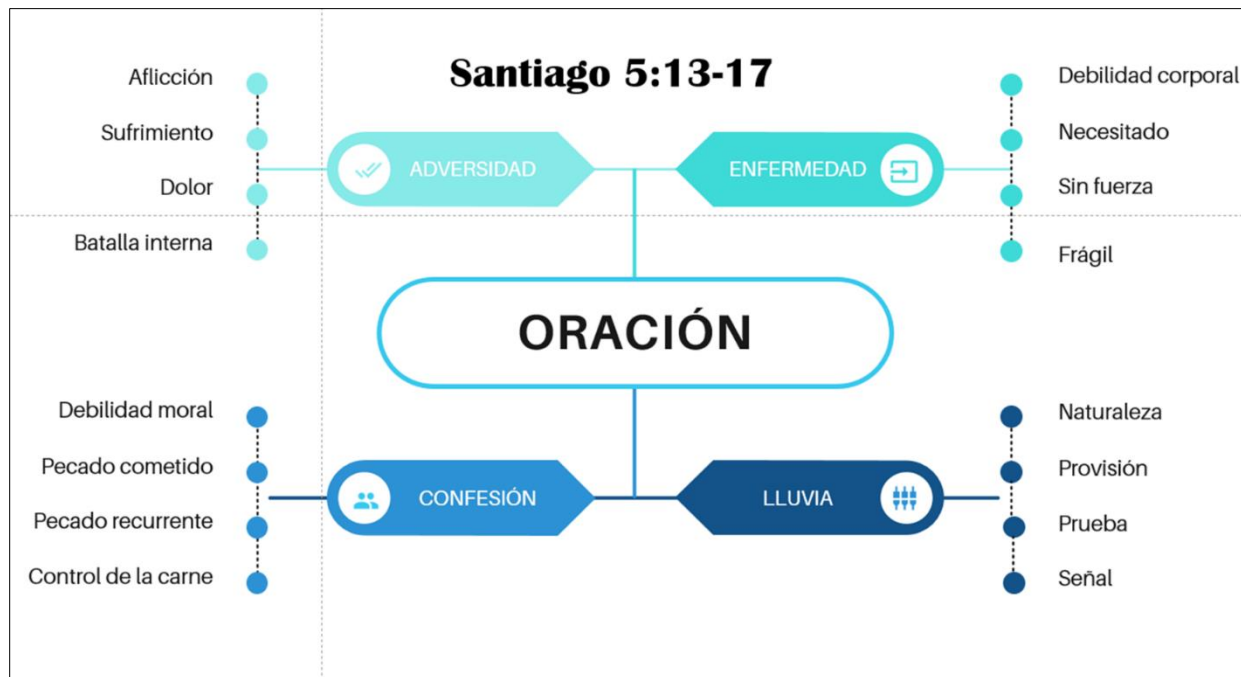 Santiago 5:13-17
Aflicción
Sufrimiento
Dolor
Batalla interna
ADVERSIDAD
ENFERMEDAD
Debilidad corporal
Necesitado
Sin fuerza
Frágil
ORACIÓN
Debilidad moral
Pecado cometido
Pecado recurrente
Control de la carne
CONFESIÓN
LLUVIA
Naturaleza
Provisión
Prueba
Señal